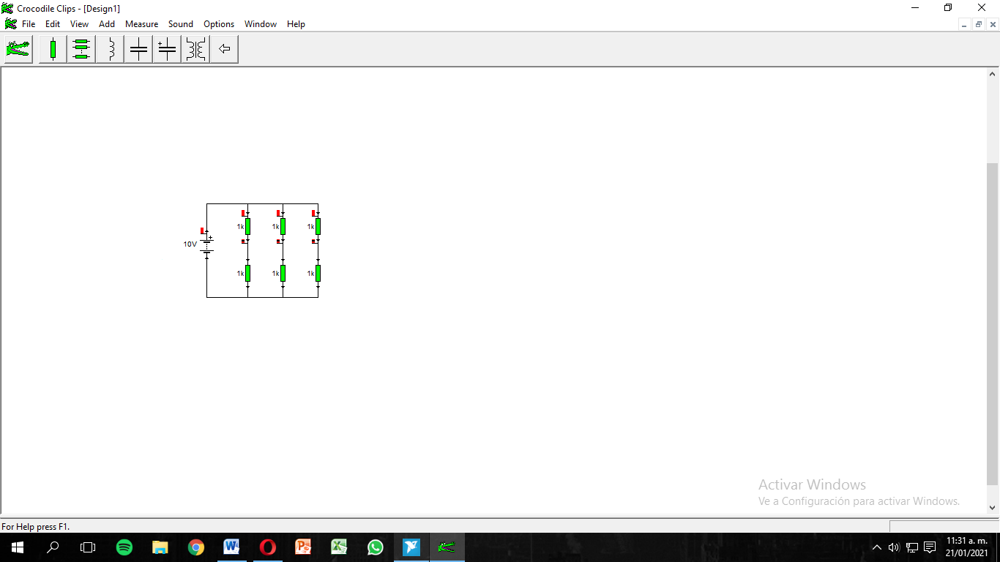 Crocodile Clips - [Design1]
File Edit View Add Measure Sound Options Window Help
1k 1k 1k
10V
1k 1k 1k
Activar Windows
Ve a Configuración para activar Windows.
For Help press F1.
11:31 a. m.
21/01/2021